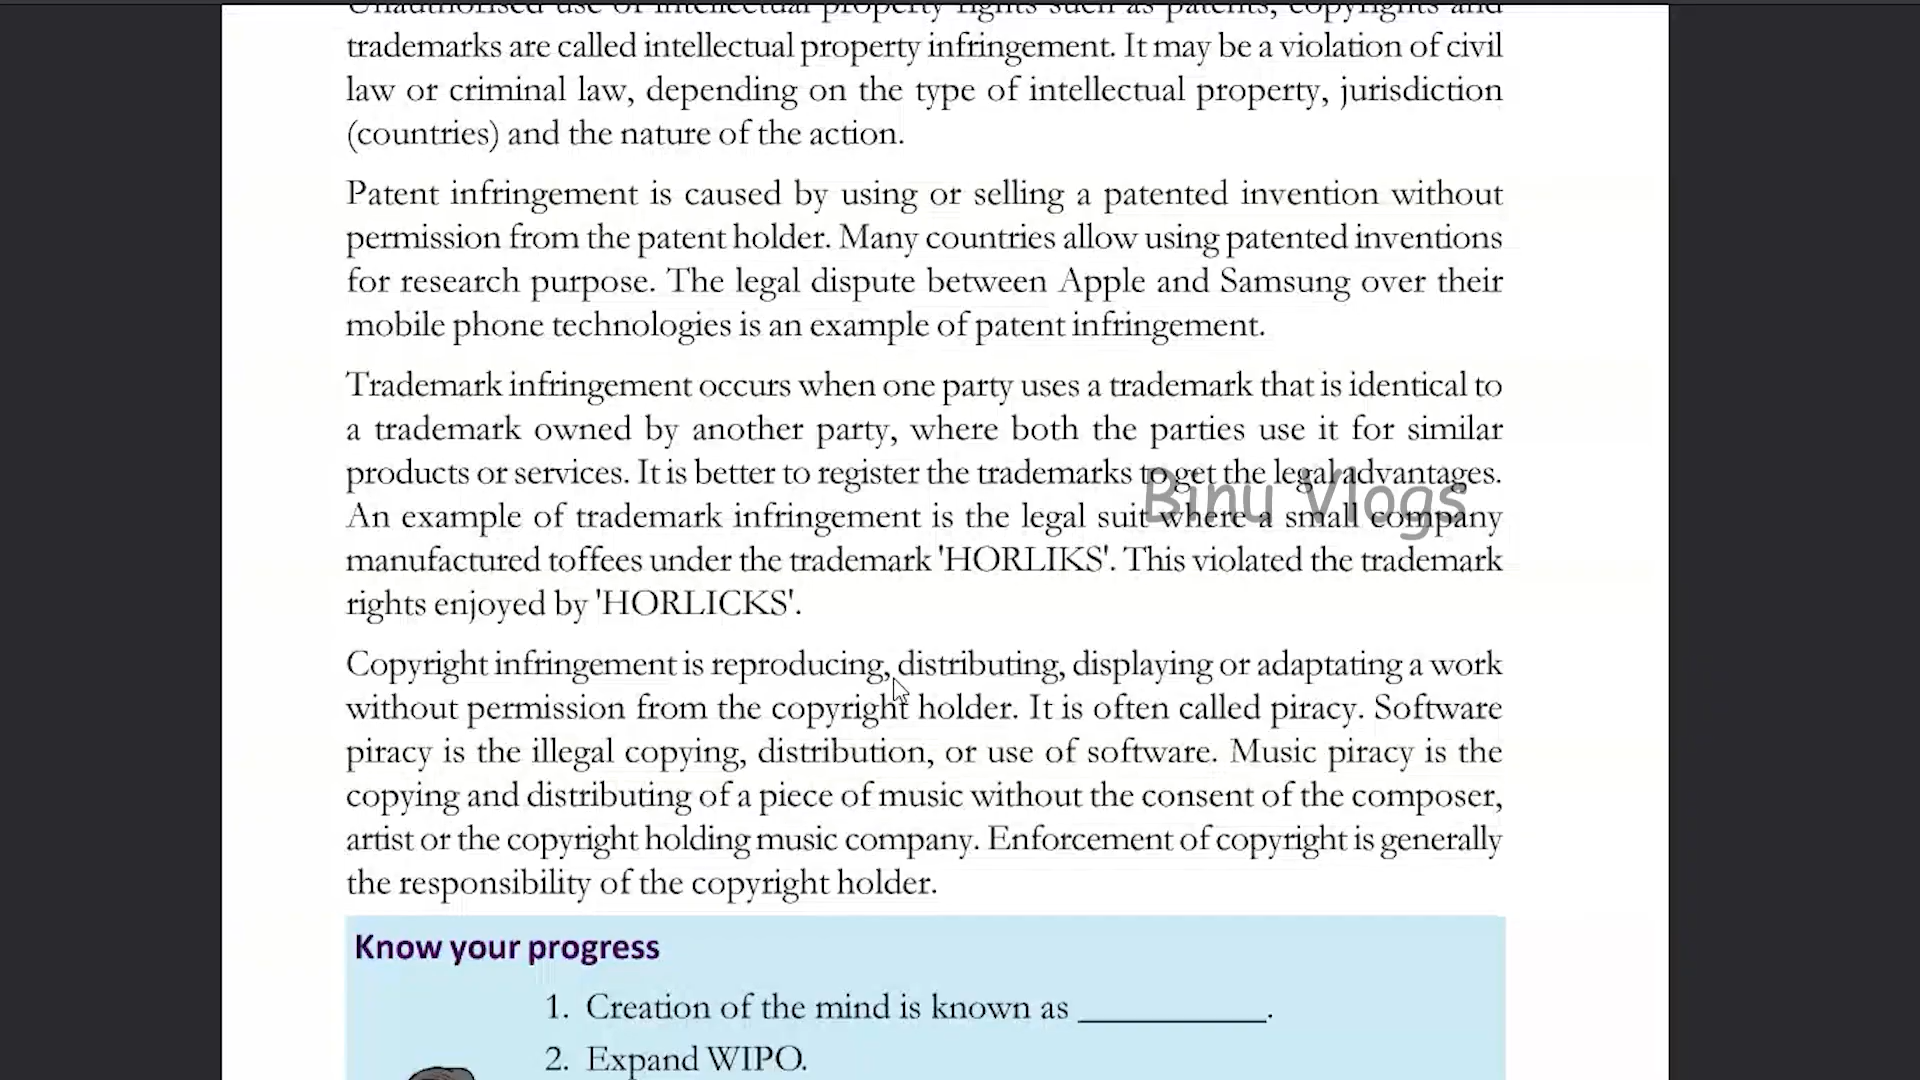 Unauthorised use of intellectual property rights such as patents, copyrights and
trademarks are called intellectual property infringement. It may be a violation of civil
law or criminal law, depending on the type of intellectual property, jurisdiction
(countries) and the nature of the action.
Patent infringement is caused by using or selling a patented invention without
permission from the patent holder. Many countries allow using patented inventions
for research purpose. The legal dispute between Apple and Samsung over their
mobile phone technologies is an example of patent infringement.
Trademark infringement occurs when one party uses a trademark that is identical to
a trademark owned by another party, where both the parties use it for similar
products or services. It is better to register the trademarks to get the legal advantages.
Binu Vlogs
An example of trademark infringement is the legal suit where a small company
manufactured toffees under the trademark 'HORLIKS'. This violated the trademark
rights enjoyed by 'HORLICKS'.
Copyright infringement is reproducing, distributing, displaying or adaptating a work
without permission from the copyright holder. It is often called piracy. Software
piracy is the illegal copying, distribution, or use of software. Music piracy is the
copying and distributing of a piece of music without the consent of the composer,
artist or the copyright holding music company. Enforcement of copyright is generally
the responsibility of the copyright holder.
Know your progress
1. Creation of the mind is known as ___________.
2. Expand WIPO.